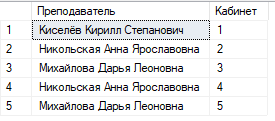 Преподаватель Кабинет
1 Киселёв Кирилл Степанович 1
2 Никольская Анна Ярославовна 2
3 Михайлова Дарья Леоновна 3
4 Никольская Анна Ярославовна 4
5 Михайлова Дарья Леоновна 5